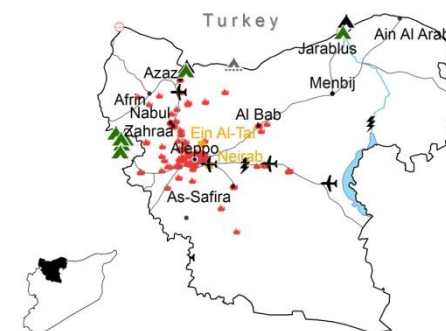 Turkey
Jarablus
Ain Al Arab
Azaz
Menbij
Afrin
Nabul
Al Bab
Zahraa
Ein Al-Tal
Aleppo
Neirab
As-Safira